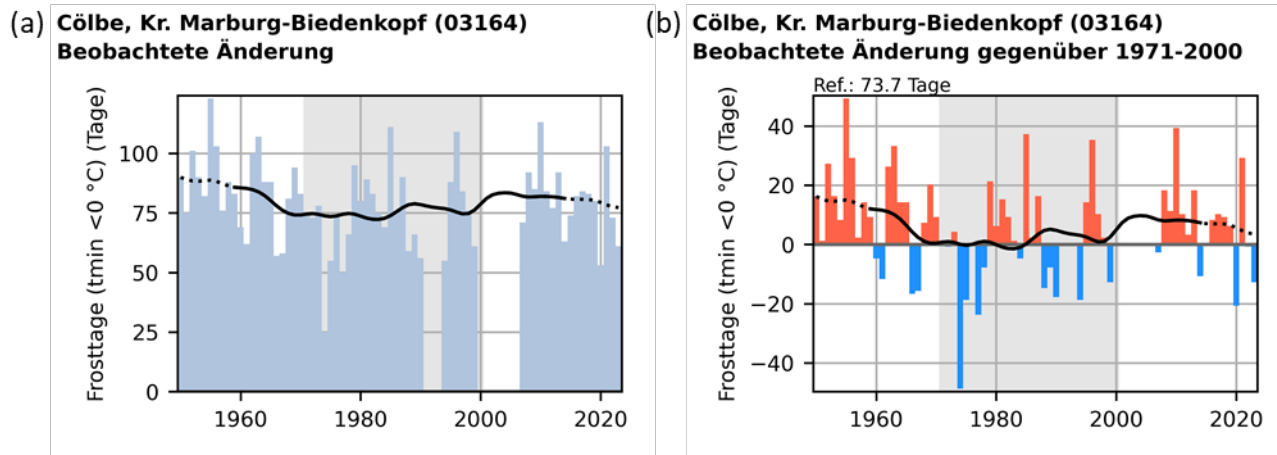 (a) Cölbe, Kr. Marburg-Biedenkopf (03164)
Beobachtete Änderung
Frosttage (tmin <0 °C) (Tage)
100
75
50
25
0
1960 1980 2000 2020
(b) Cölbe, Kr. Marburg-Biedenkopf (03164)
Beobachtete Änderung gegenüber 1971-2000
Ref.: 73.7 Tage
Frosttage (tmin <0 °C) (Tage)
40
20
0
−20
−40
1960 1980 2000 2020